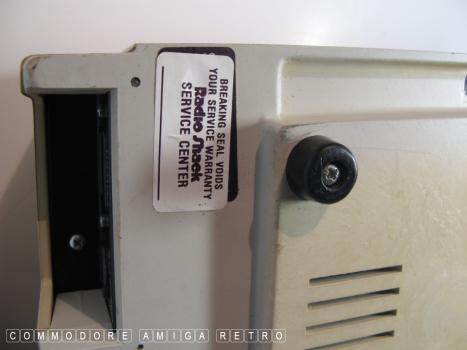 BREAKING SEAL VOIDS
YOUR SERVICE WARRANTY
Radio Shack
SERVICE CENTER
COMMODORE AMIGA RETRO